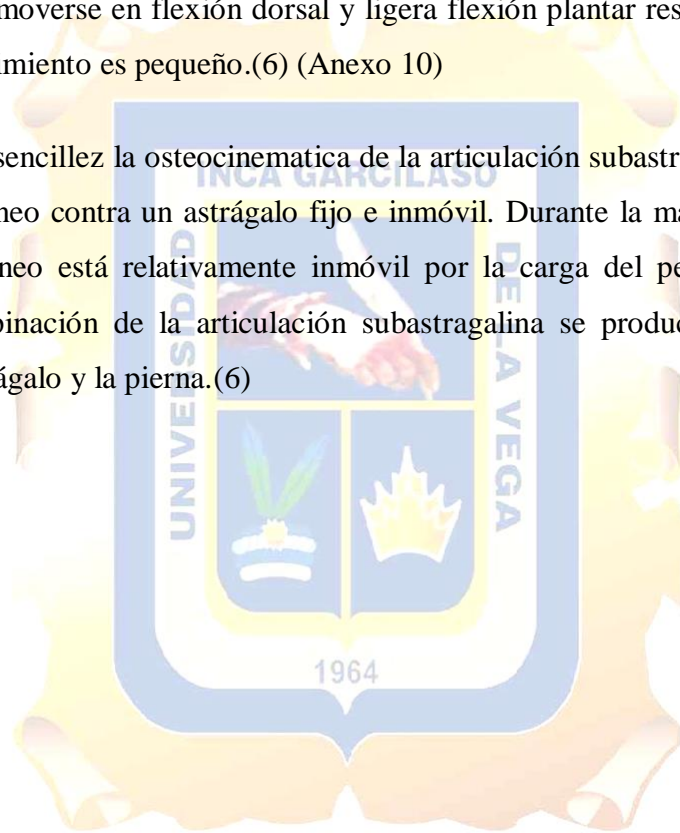 moverse en flexión dorsal y ligera flexión plantar res
miento es pequeño.(6) (Anexo 10)
sencillez la osteocinematica de la articulación subastr
neo contra un astrágalo fijo e inmóvil. Durante la ma
neo está relativamente inmóvil por la carga del pe
pinación de la articulación subastragalina se produc
ágalo y la pierna.(6)
INCA GARCILASO
UNIVERSIDAD
DE LA VEGA
1964